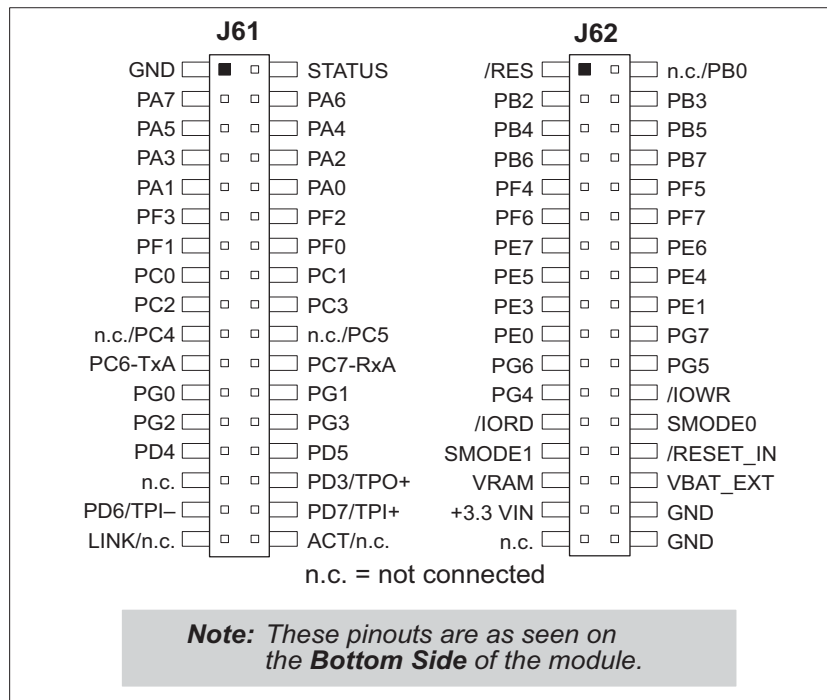 J61 J62
GND STATUS /RES n.c./PB0
PA7 PA6 PB2 PB3
PA5 PA4 PB4 PB5
PA3 PA2 PB6 PB7
PA1 PA0 PF4 PF5
PF3 PF2 PF6 PF7
PF1 PF0 PE7 PE6
PC0 PC1 PE5 PE4
PC2 PC3 PE3 PE1
n.c./PC4 n.c./PC5 PE0 PG7
PC6-TxA PC7-RxA PG6 PG5
PG0 PG1 PG4 /IOWR
PG2 PG3 /IORD SMODE0
PD4 PD5 SMODE1 /RESET_IN
n.c. PD3/TPO+ VRAM VBAT_EXT
PD6/TPI– PD7/TPI+ +3.3 VIN GND
LINK/n.c. ACT/n.c. n.c. GND
n.c. = not connected
Note: These pinouts are as seen on
the Bottom Side of the module.